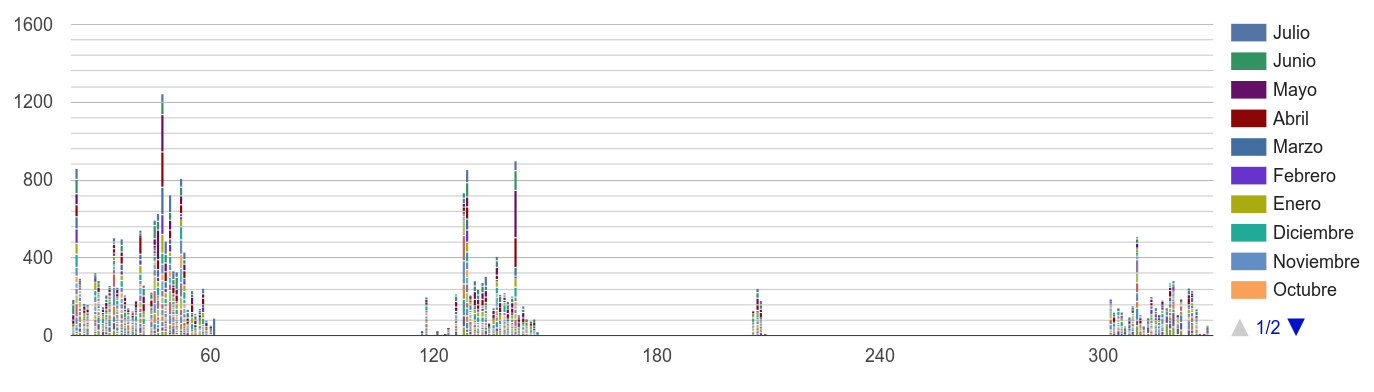 1600
1200
800
400
0
60 120 180 240 300
Julio
Junio
Mayo
Abril
Marzo
Febrero
Enero
Diciembre
Noviembre
Octubre
1/2